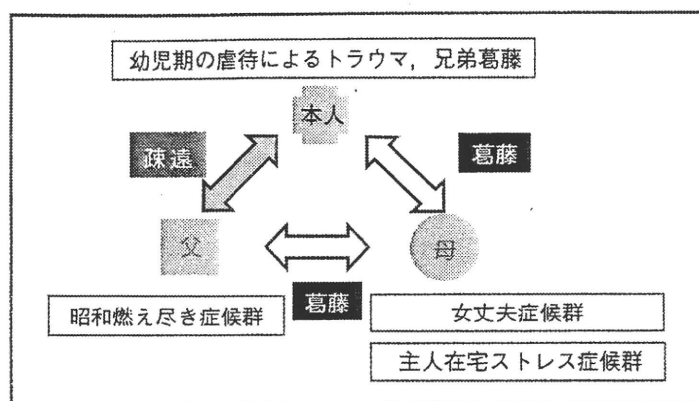 幼児期の虐待によるトラウマ，兄弟葛藤
本人
疎遠
葛藤
父
母
葛藤
昭和燃え尽き症候群
女丈夫症候群
主人在宅ストレス症候群